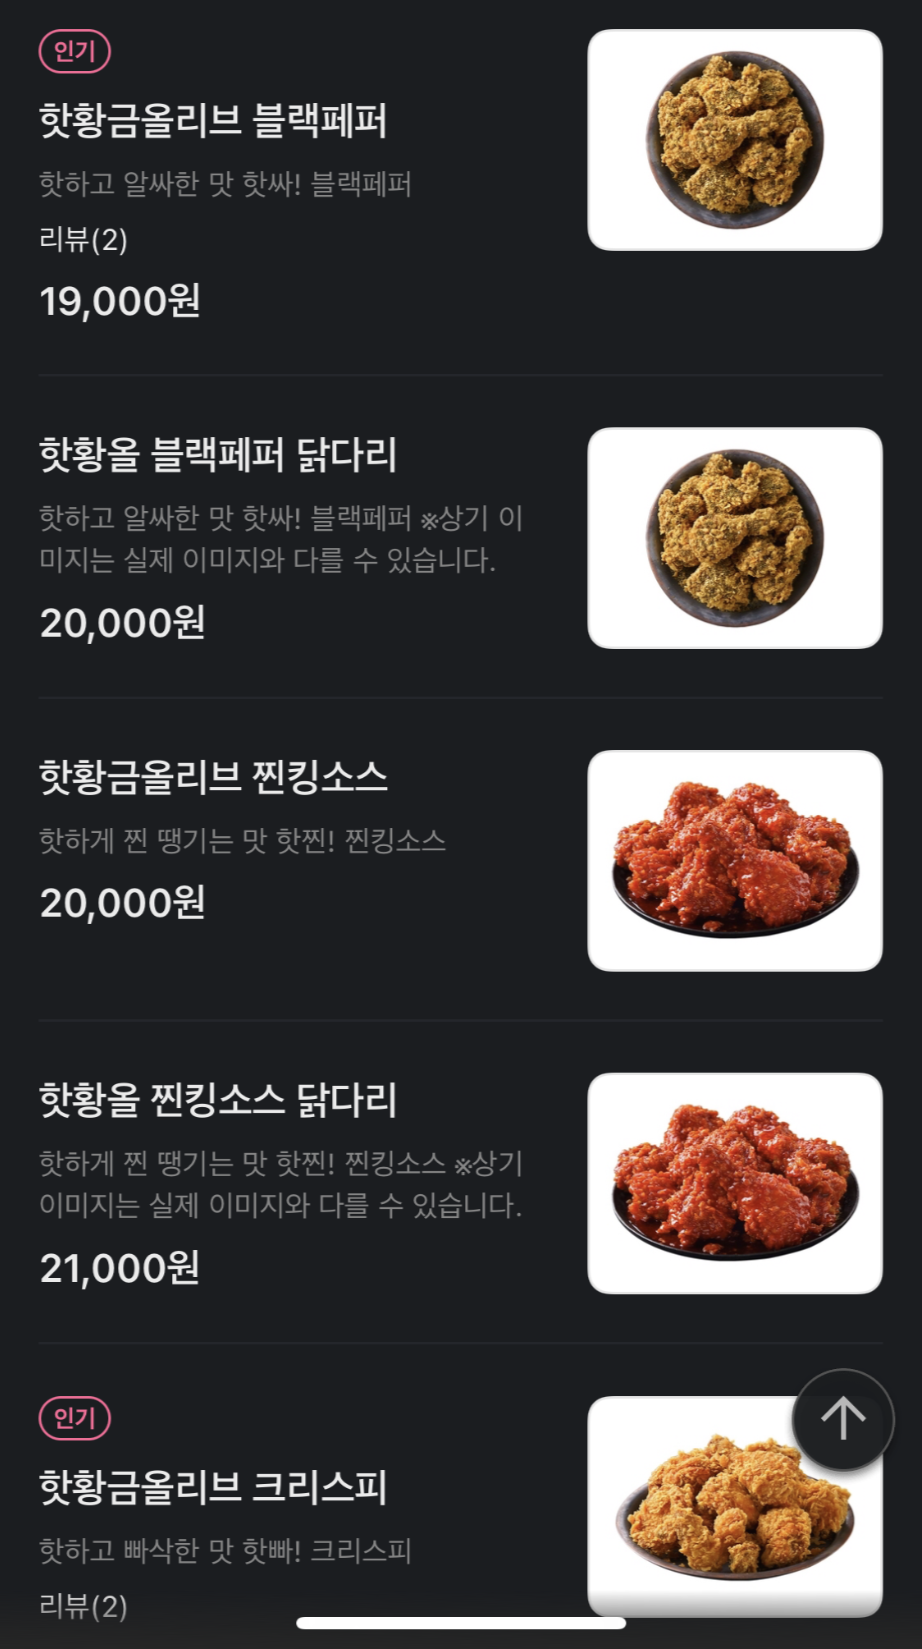 인기
핫황금올리브 블랙페퍼
핫하고 알싸한 맛 핫싸! 블랙페퍼
리뷰(2)
19,000원
핫황올 블랙페퍼 닭다리
핫하고 알싸한 맛 핫싸! 블랙페퍼 ※상기 이
미지는 실제 이미지와 다를 수 있습니다.
20,000원
핫황금올리브 찐킹소스
핫하게 찐 땡기는 맛 핫찐! 찐킹소스
20,000원
핫황올 찐킹소스 닭다리
핫하게 찐 땡기는 맛 핫찐! 찐킹소스 ※상기
이미지는 실제 이미지와 다를 수 있습니다.
21,000원
인기
핫황금올리브 크리스피
핫하고 빠삭한 맛 핫빠! 크리스피
리뷰(2)